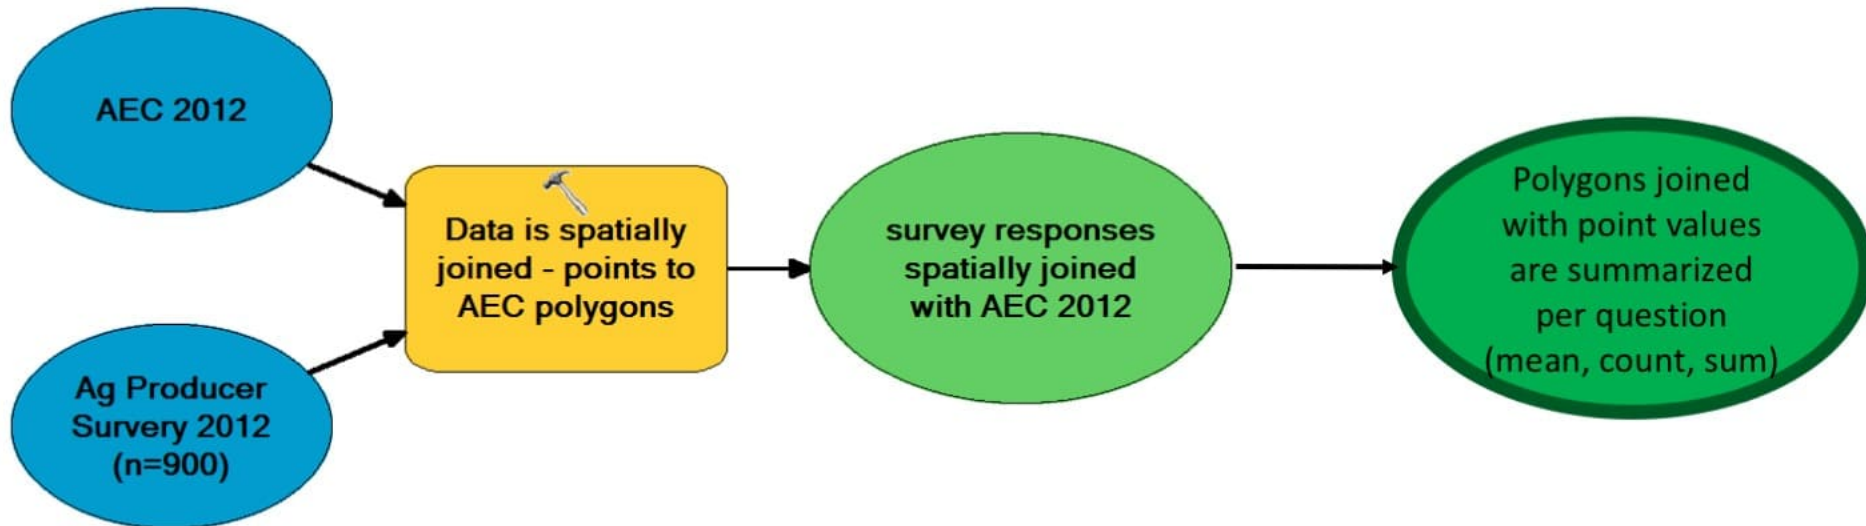 AEC 2012
Ag Producer
Survery 2012
(n=900)
Data is spatially
joined - points to
AEC polygons
survey responses
spatially joined
with AEC 2012
Polygons joined
with point values
are summarized
per question
(mean, count, sum)